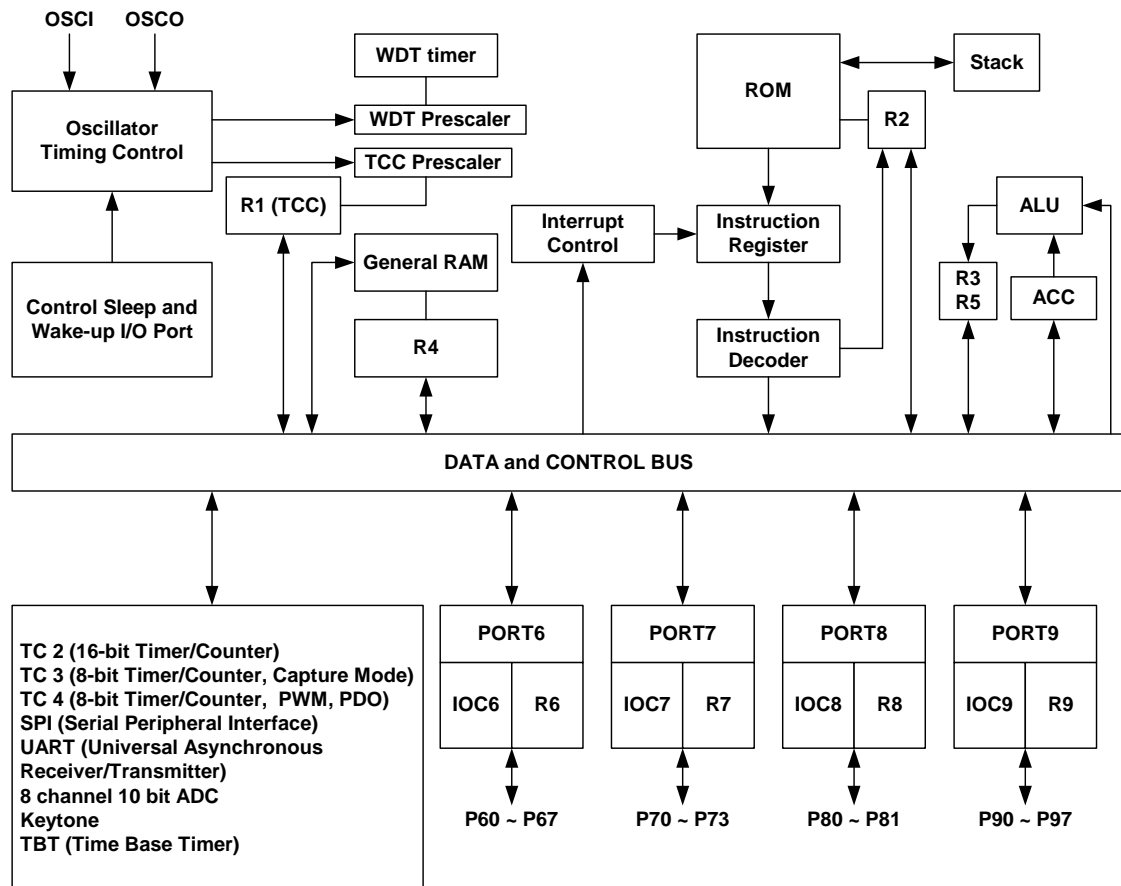 OSCI
OSCO
WDT timer
ROM
Stack
Oscillator
Timing Control
WDT Prescaler
R2
TCC Prescaler
R1 (TCC)
Interrupt
Control
Instruction
Register
ALU
General RAM
Control Sleep and
Wake-up I/O Port
R3
R5
ACC
R4
Instruction
Decoder
DATA and CONTROL BUS
TC 2 (16-bit Timer/Counter)
TC 3 (8-bit Timer/Counter, Capture Mode)
TC 4 (8-bit Timer/Counter, PWM, PDO)
SPI (Serial Peripheral Interface)
UART (Universal Asynchronous
Receiver/Transmitter)
8 channel 10 bit ADC
Keytone
TBT (Time Base Timer)
PORT6
IOC6
R6
P60 ~ P67
PORT7
IOC7
R7
P70 ~ P73
PORT8
IOC8
R8
P80 ~ P81
PORT9
IOC9
R9
P90 ~ P97